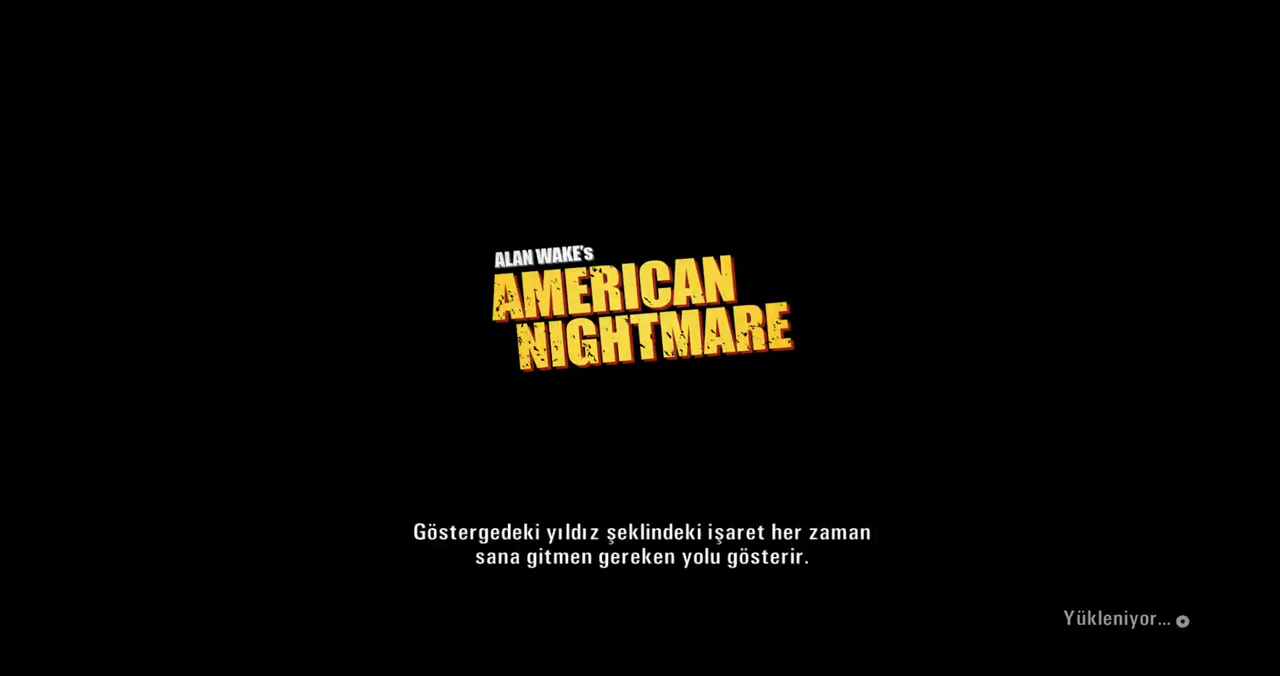 ALAN WAKE's
AMERICAN
NIGHTMARE
Göstergedeki yıldız şeklindeki işaret her zaman
sana gitmen gereken yolu gösterir.
Yükleniyor...